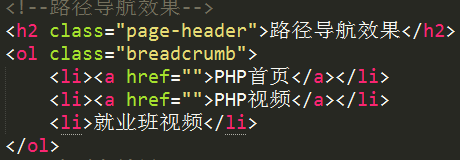 <!--路径导航效果-->
<h2 class="page-header">路径导航效果</h2>
<ol class="breadcrumb">
    <li><a href="">PHP首页</a></li>
    <li><a href="">PHP视频</a></li>
    <li>就业班视频</li>
</ol>